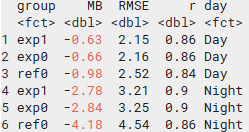 group MB RMSE r day
<fct> <dbl> <dbl> <dbl> <fct>
1 exp1 -0.63 2.15 0.86 Day
2 exp0 -0.66 2.16 0.86 Day
3 ref0 -0.98 2.52 0.84 Day
4 exp1 -2.78 3.21 0.9 Night
5 exp0 -2.84 3.25 0.9 Night
6 ref0 -4.18 4.54 0.86 Night